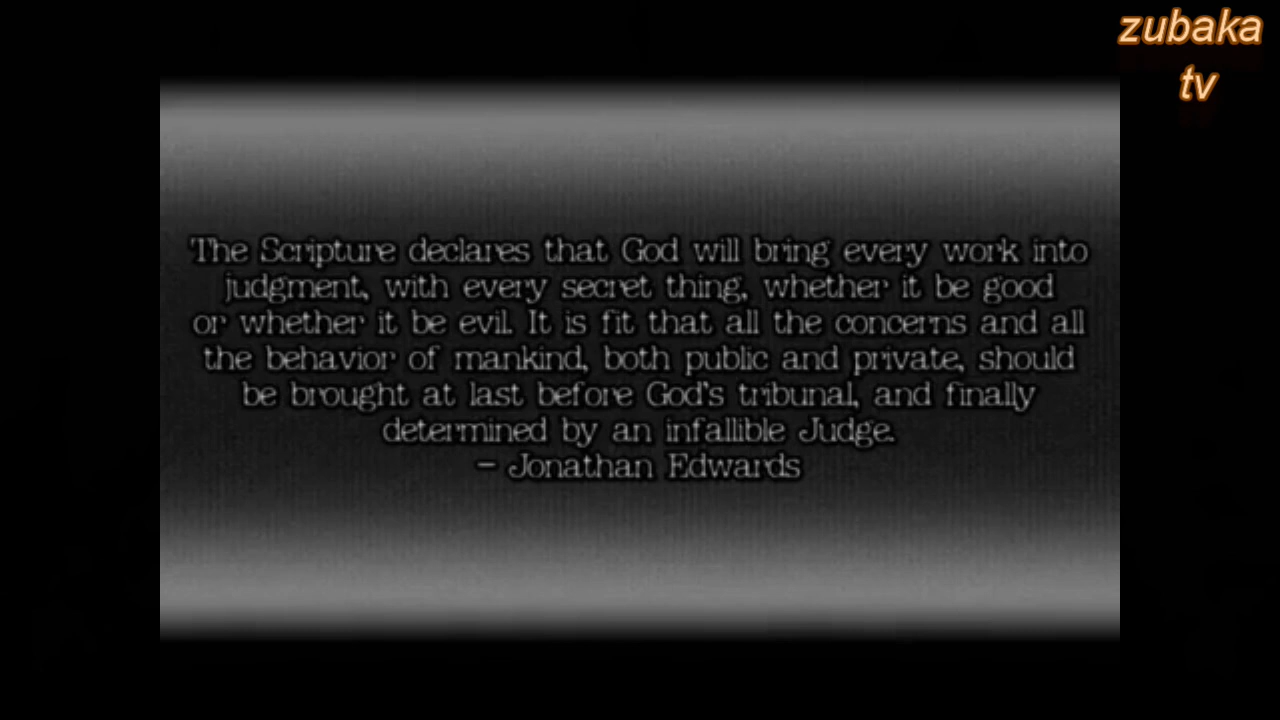 zubaka
tv
The Scripture declares that God will bring every work into
judgment, with every secret thing, whether it be good
or whether it be evil. It is fit that all the concerns and all
the behavior of mankind, both public and private, should
be brought at last before God's tribunal, and finally
determined by an infallible Judge.
– Jonathan Edwards